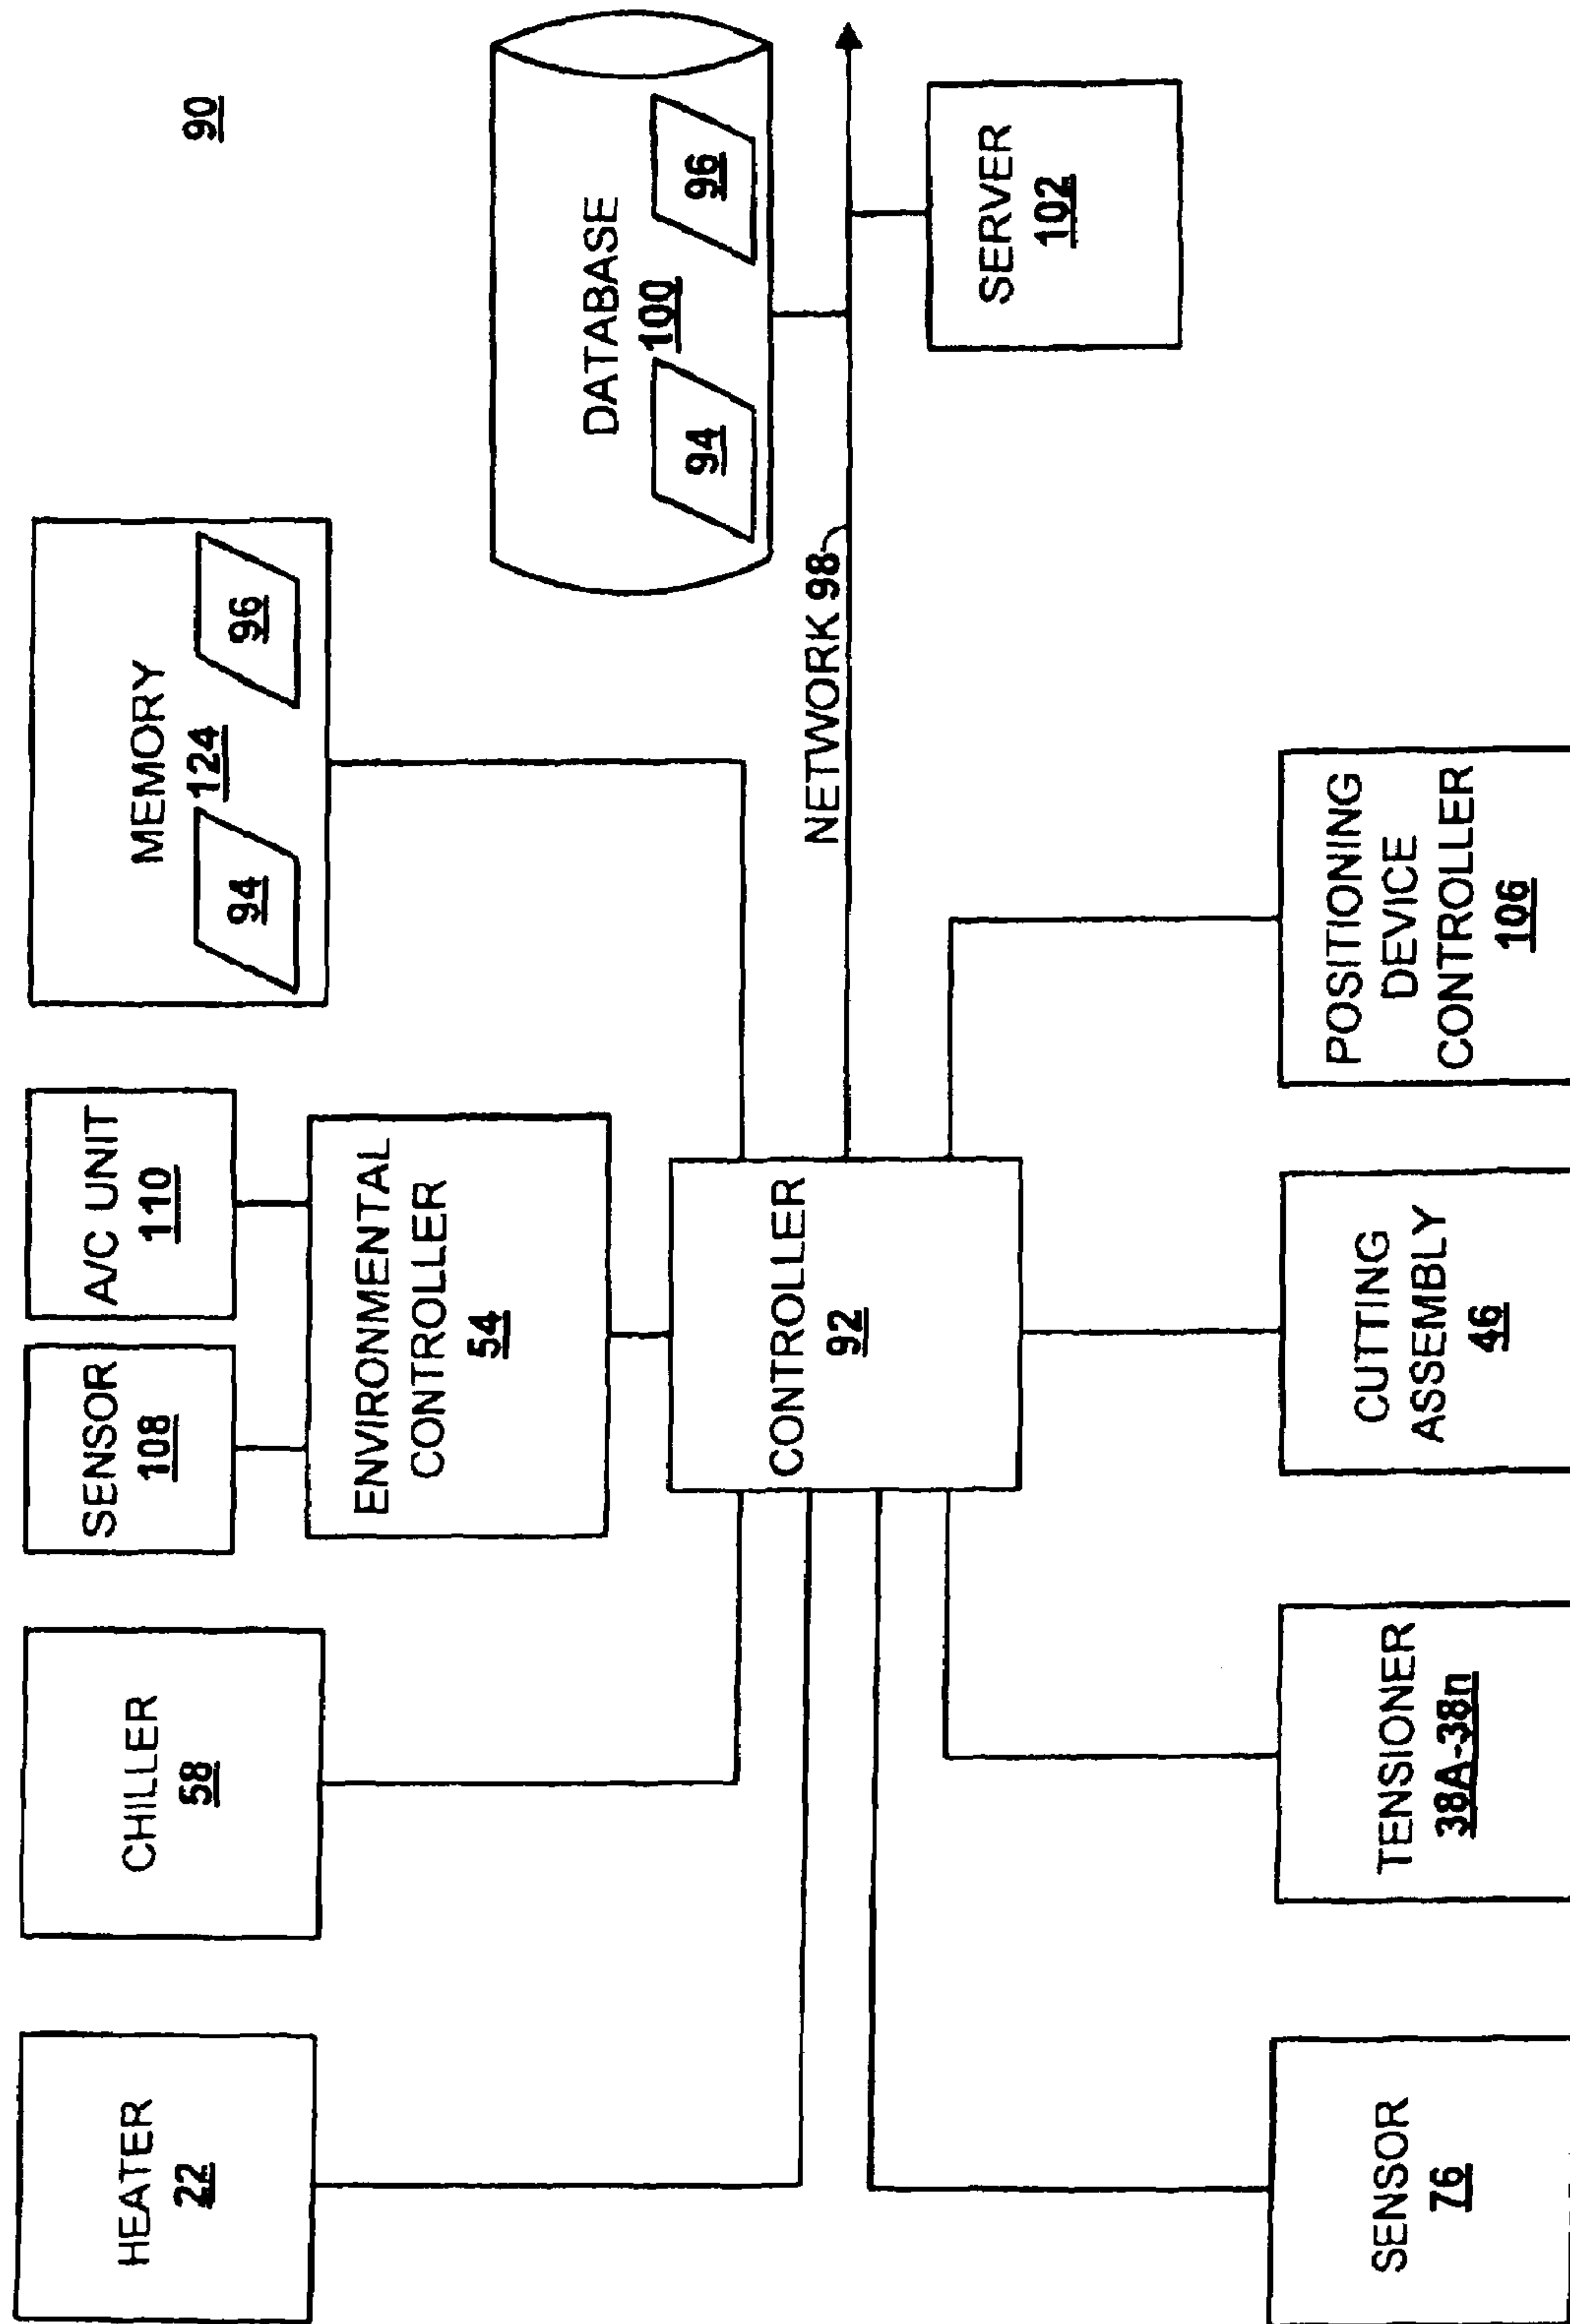 90
HEATER
22
CHILLER
58
SENSOR
108
A/C UNIT
110
ENVIRONMENTAL
CONTROLLER
54
MEMORY
124
94
96
DATABASE
100
94
96
CONTROLLER
92
NETWORK 98
SERVER
102
SENSOR
76
TENSIONER
38A-38n
CUTTING
ASSEMBLY
46
POSITIONING
DEVICE
CONTROLLER
106